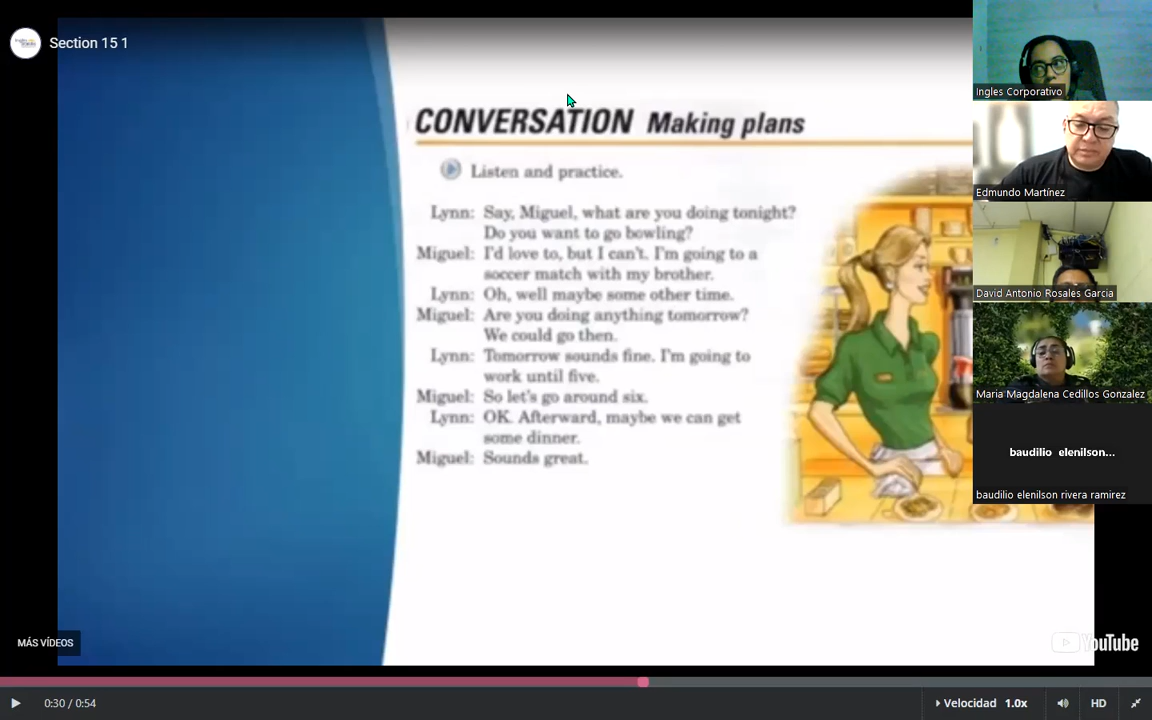 Section 15 1
CONVERSATION Making plans
Listen and practice.
Lynn: Say, Miguel, what are you doing tonight?
Do you want to go bowling?
Miguel: I'd love to, but I can't. I'm going to a
soccer match with my brother.
Lynn: Oh, well maybe some other time.
Miguel: Are you doing anything tomorrow?
We could go then.
Lynn: Tomorrow sounds fine. I'm going to
work until five.
Miguel: So let's go around six.
Lynn: OK. Afterward, maybe we can get
some dinner.
Miguel: Sounds great.
Ingles Corporativo
Edmundo Martínez
David Antonio Rosales Garcia
Maria Magdalena Cedillos Gonzalez
baudilio elenilson...
baudilio elenilson rivera ramirez
MÁS VÍDEOS
YouTube
0:30 / 0:54
Velocidad 1.0x
HD